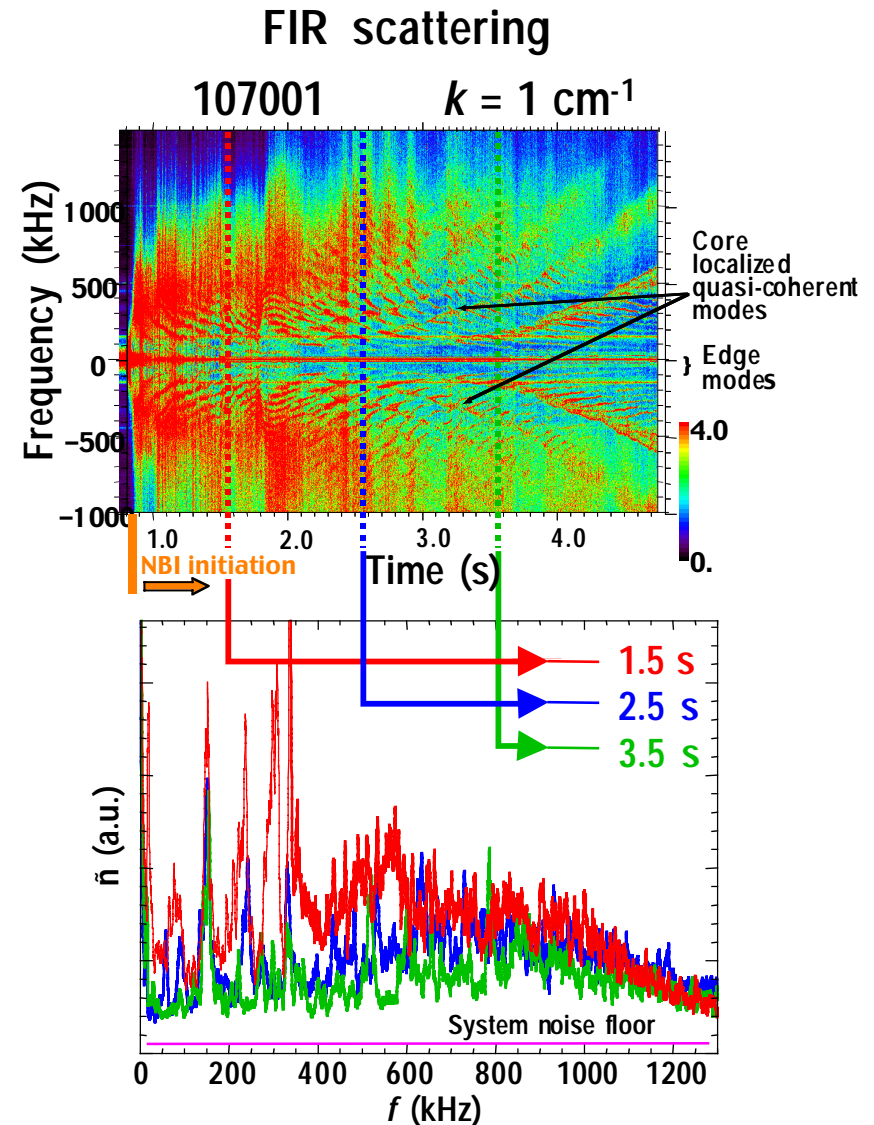 FIR scattering
107001 k = 1 cm-1
Frequency (kHz)
1000
500
0
−500
−1000
Core
localized
quasi-coherent
modes
} Edge
modes
4.0
0.
1.0 2.0 3.0 4.0
NBI initiation
Time (s)
1.5 s
2.5 s
3.5 s
ñ (a.u.)
System noise floor
0 200 400 600 800 1000 1200
f (kHz)